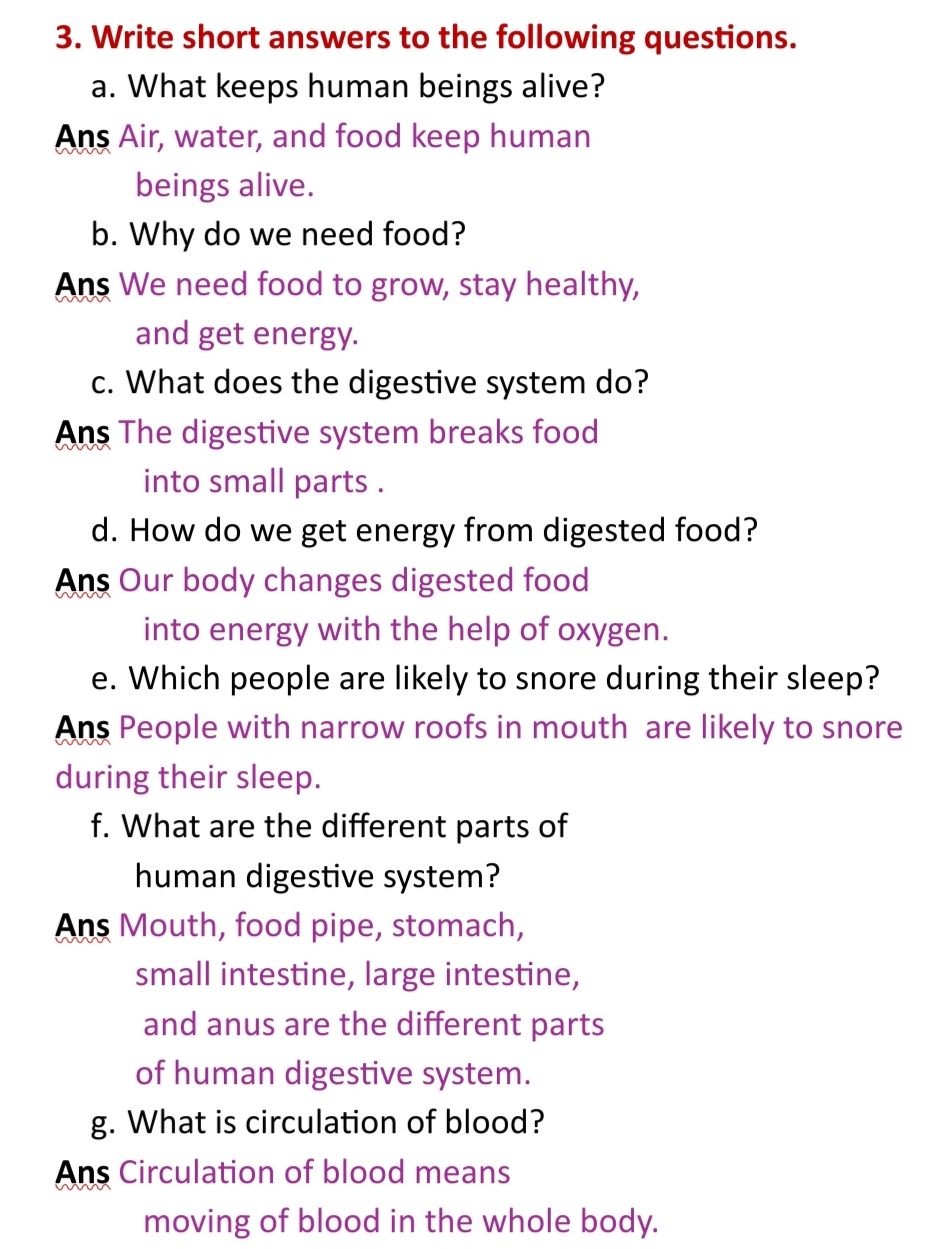 3. Write short answers to the following questions.
a. What keeps human beings alive?
Ans Air, water, and food keep human
beings alive.
b. Why do we need food?
Ans We need food to grow, stay healthy,
and get energy.
c. What does the digestive system do?
Ans The digestive system breaks food
into small parts .
d. How do we get energy from digested food?
Ans Our body changes digested food
into energy with the help of oxygen.
e. Which people are likely to snore during their sleep?
Ans People with narrow roofs in mouth  are likely to snore
during their sleep.
f. What are the different parts of
human digestive system?
Ans Mouth, food pipe, stomach,
small intestine, large intestine,
and anus are the different parts
of human digestive system.
g. What is circulation of blood?
Ans Circulation of blood means
moving of blood in the whole body.